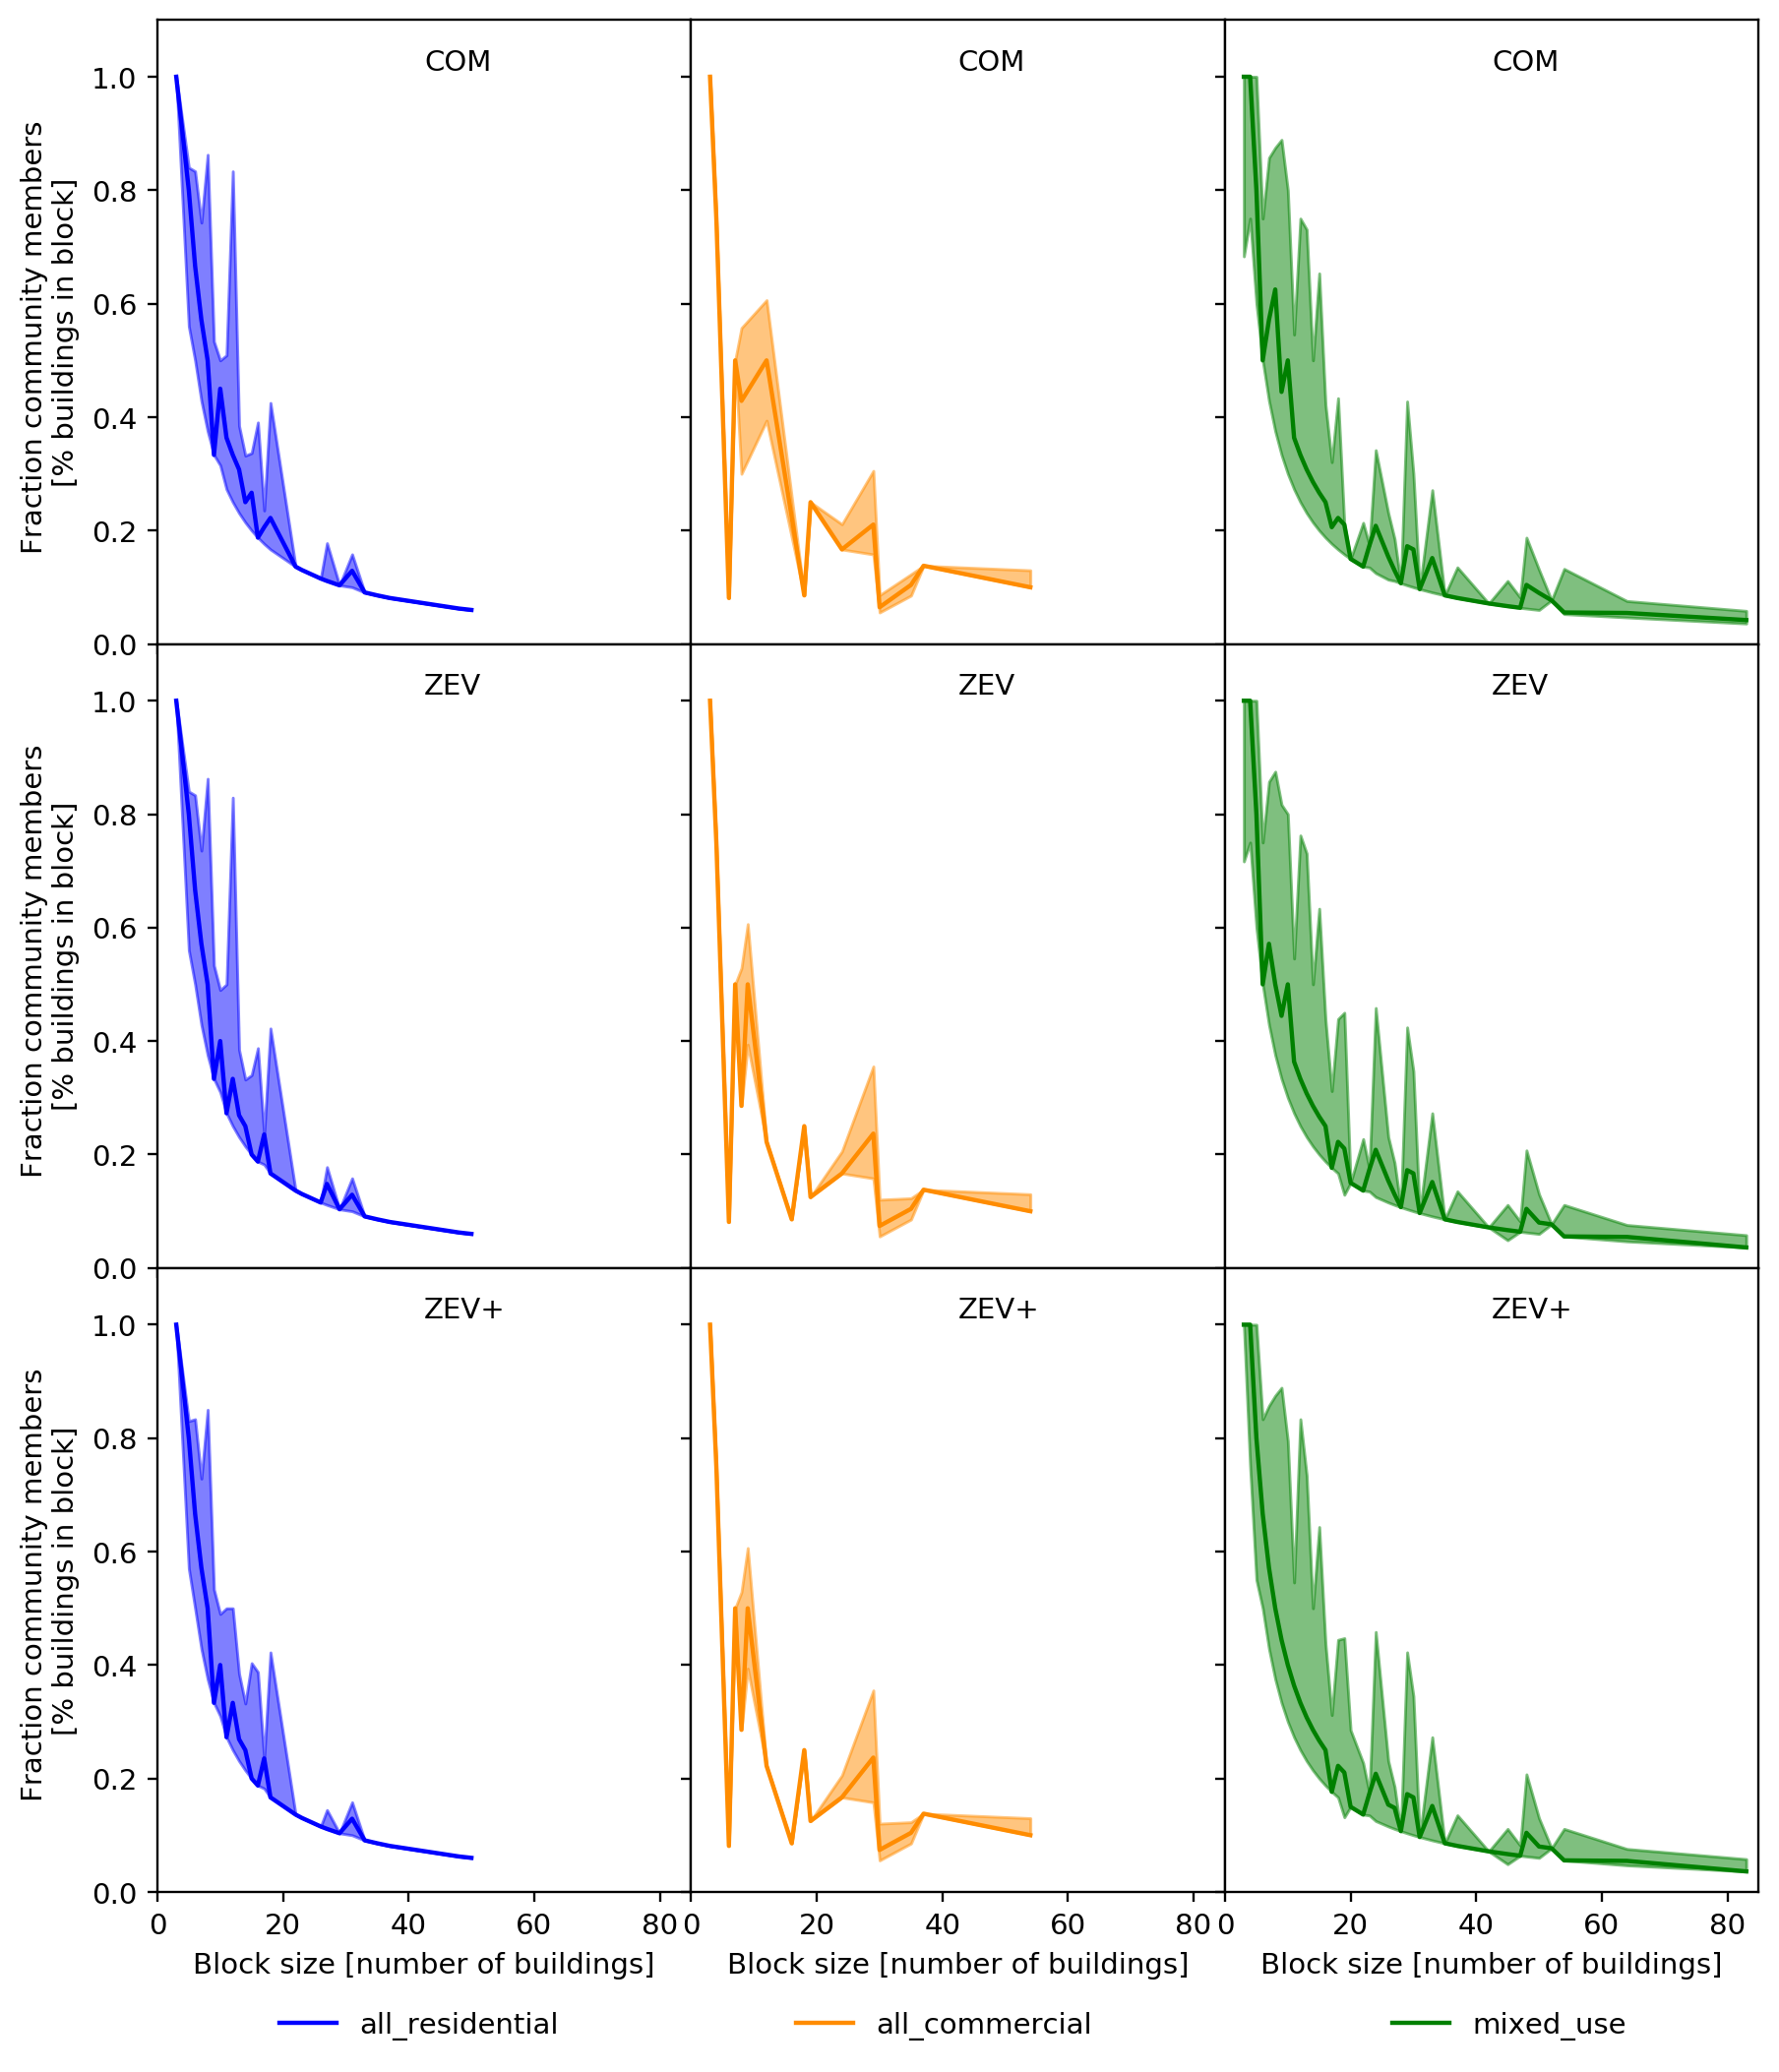 COM
COM
COM
1.0
0.8
0.6
0.4
0.2
0.0
Fraction community members
[% buildings in block]
ZEV
ZEV
ZEV
1.0
0.8
0.6
0.4
0.2
0.0
Fraction community members
[% buildings in block]
ZEV+
ZEV+
ZEV+
1.0
0.8
0.6
0.4
0.2
0.0
Fraction community members
[% buildings in block]
0 20 40 60 80
0 20 40 60 80
0 20 40 60 80
Block size [number of buildings]
Block size [number of buildings]
Block size [number of buildings]
all_residential
all_commercial
mixed_use